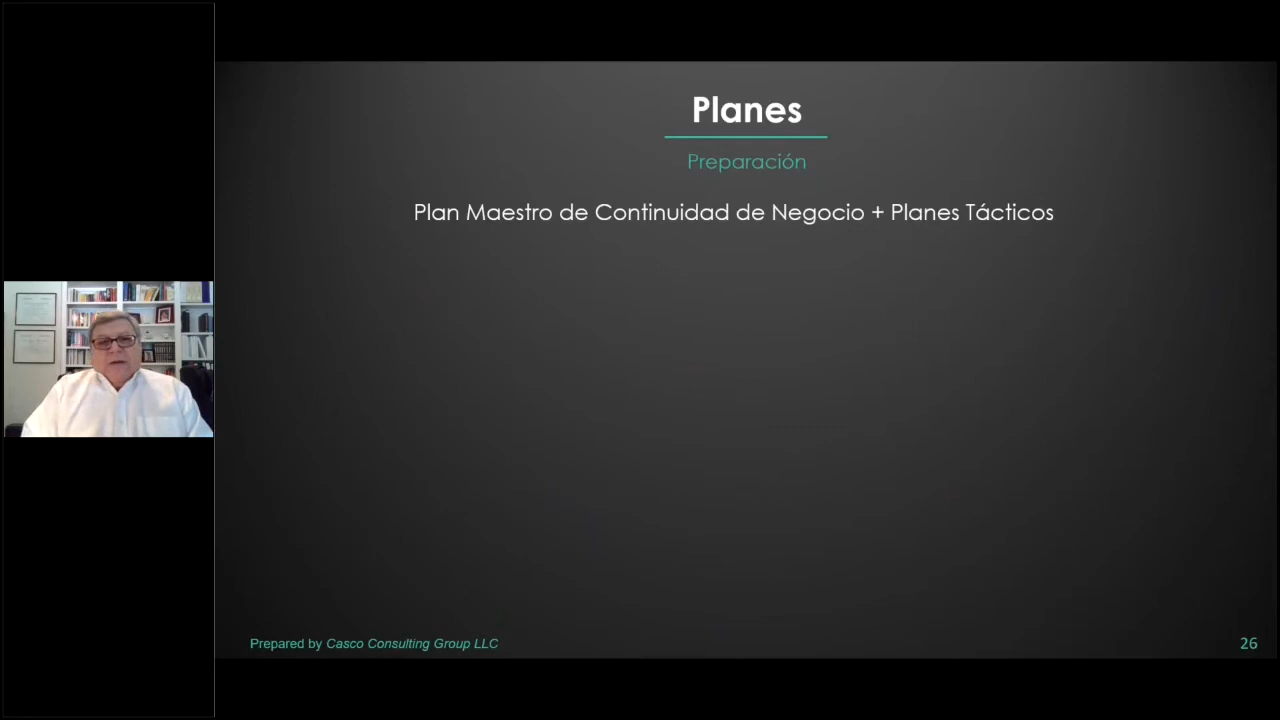 Planes
Preparación
Plan Maestro de Continuidad de Negocio + Planes Tácticos
Prepared by Casco Consulting Group LLC
26